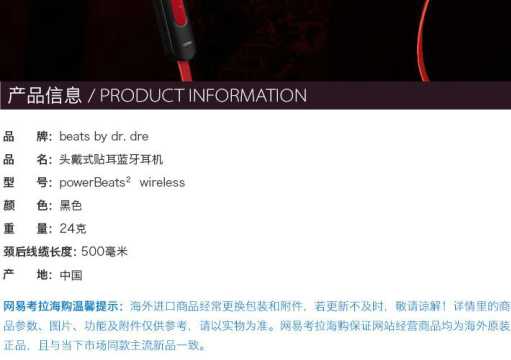 产品信息 / PRODUCT INFORMATION
品 牌：beats by dr. dre
品 名：头戴式贴耳蓝牙耳机
型 号：powerBeats² wireless
颜 色：黑色
重 量：24克
颈后线缆长度：500毫米
产 地：中国
网易考拉海购温馨提示：海外进口商品经常更换包装和附件，若更新不及时，敬请谅解！详情里的商
品参数、图片、功能及附件仅供参考，请以实物为准。网易考拉海购保证网站经营商品均为海外原装
正品，且与当下市场同款主流新品一致。